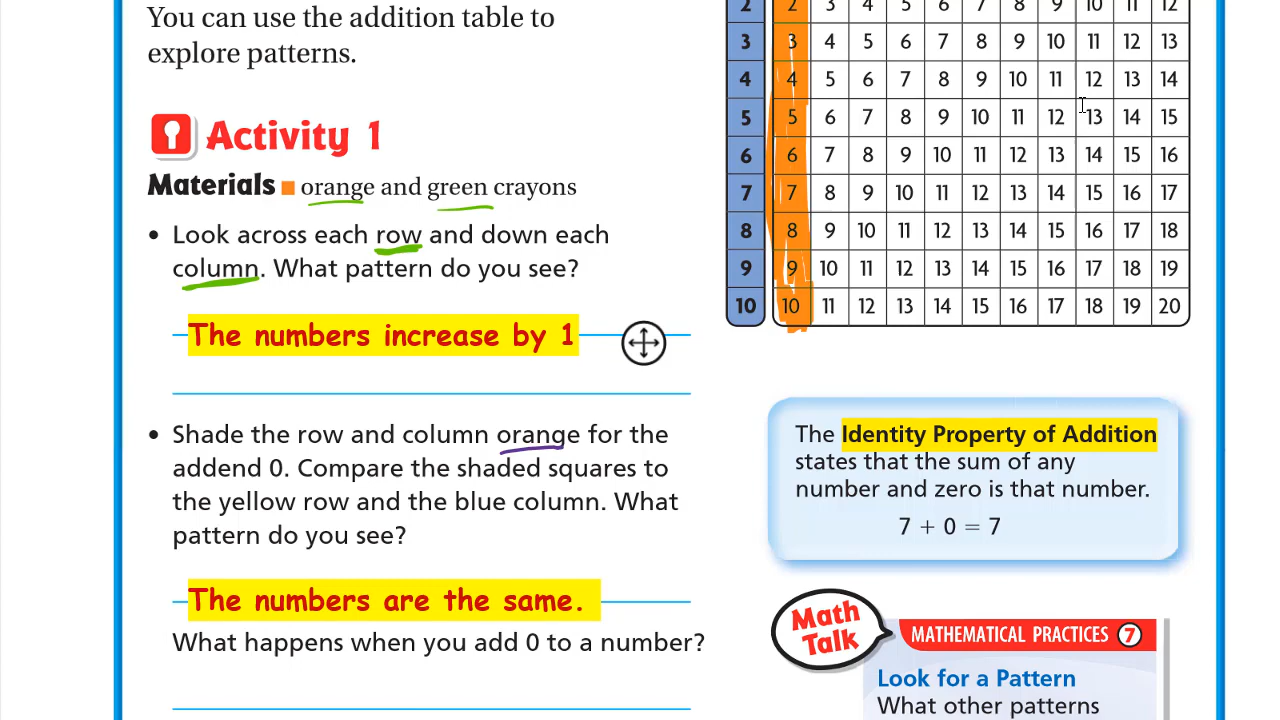 You can use the addition table to
explore patterns.
Activity 1
Materials ■ orange and green crayons
• Look across each row and down each
column. What pattern do you see?
The numbers increase by 1
• Shade the row and column orange for the
addend 0. Compare the shaded squares to
the yellow row and the blue column. What
pattern do you see?
The numbers are the same.
What happens when you add 0 to a number?
2 2 3 4 5 6 7 8 9 10 11 12
3 3 4 5 6 7 8 9 10 11 12 13
4 4 5 6 7 8 9 10 11 12 13 14
5 5 6 7 8 9 10 11 12 13 14 15
6 6 7 8 9 10 11 12 13 14 15 16
7 7 8 9 10 11 12 13 14 15 16 17
8 8 9 10 11 12 13 14 15 16 17 18
9 9 10 11 12 13 14 15 16 17 18 19
10 10 11 12 13 14 15 16 17 18 19 20
The Identity Property of Addition
states that the sum of any
number and zero is that number.
7 + 0 = 7
Math
Talk
MATHEMATICAL PRACTICES 7
Look for a Pattern
What other patterns